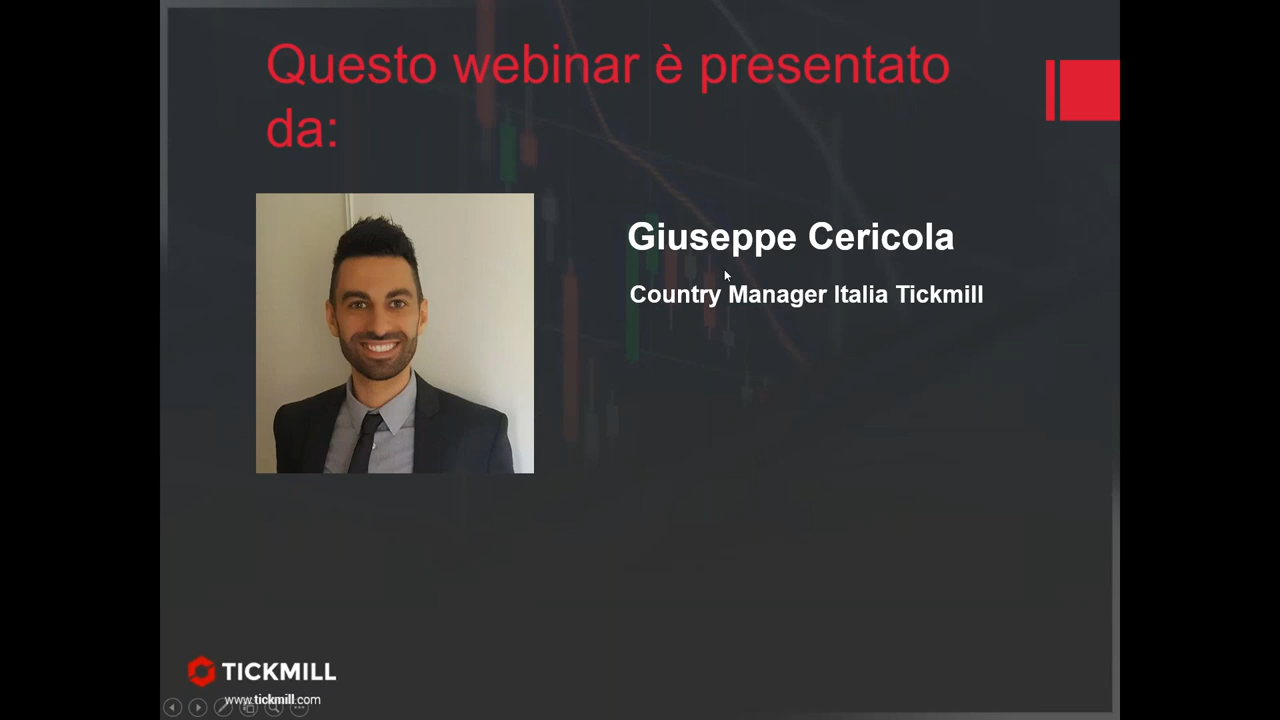 Questo webinar è presentato
da:
Giuseppe Cericola
Country Manager Italia Tickmill
TICKMILL
www.tickmill.com